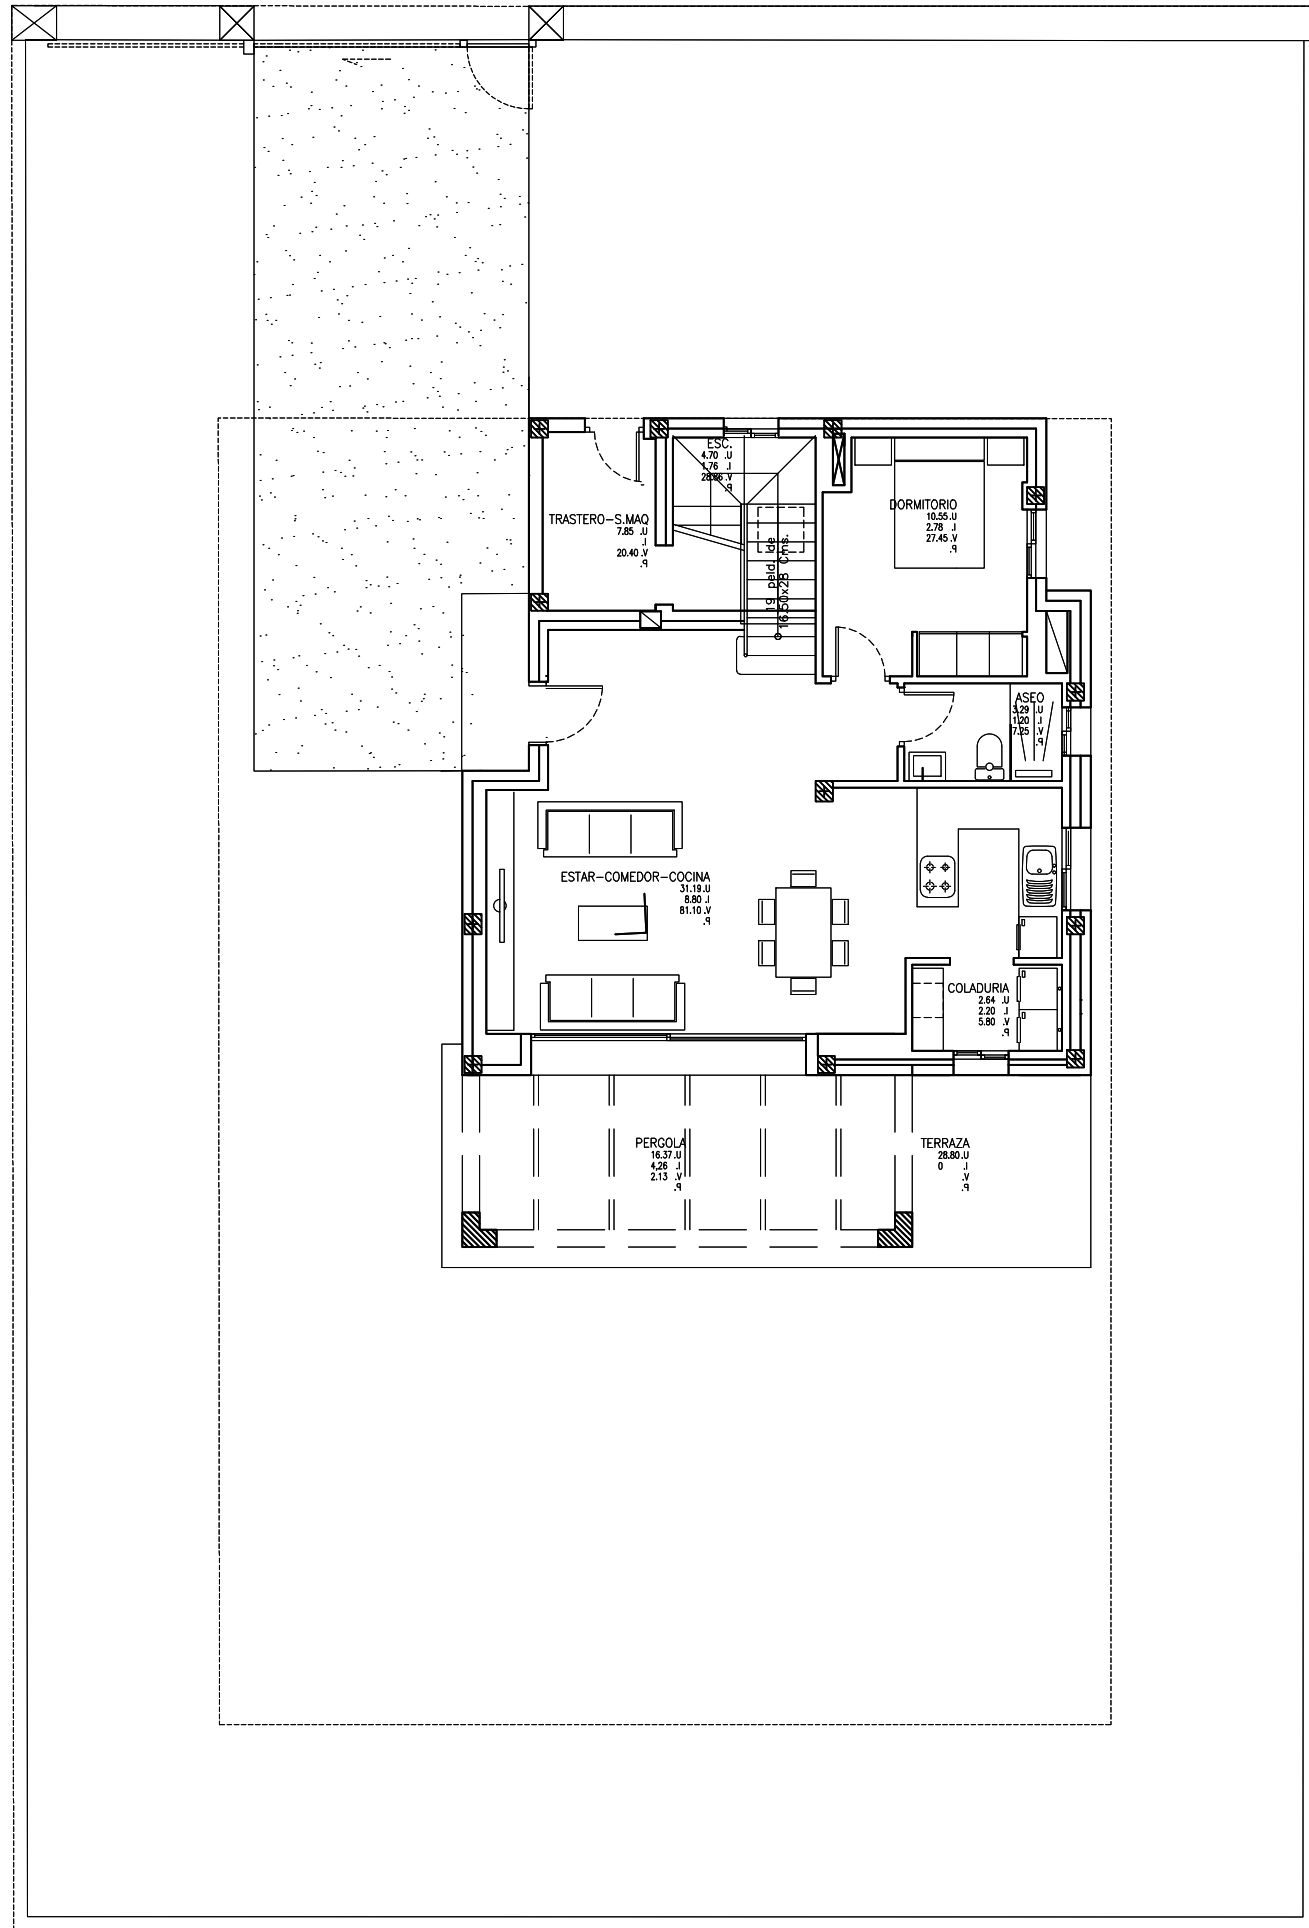 ESC.
4.70 .U
1.76 .I
28.86 .V
.P
DORMITORIO
10.55.U
2.78 .I
27.45.V
.P
TRASTERO-S.MAQ
7.85 .U
.I
20.40.V
.P
19 peld. de
16.50x28 Cms.
ASEO
3.29 .U
1.20 .I
7.25 .V
.P
ESTAR-COMEDOR-COCINA
31.19.U
8.80 .I
81.10.V
.P
COLADURIA
2.64 .U
2.20 .I
5.80 .V
.P
PERGOLA
16.37.U
4,26 .I
2.13 .V
.P
TERRAZA
28.80.U
0 .I
.V
.P